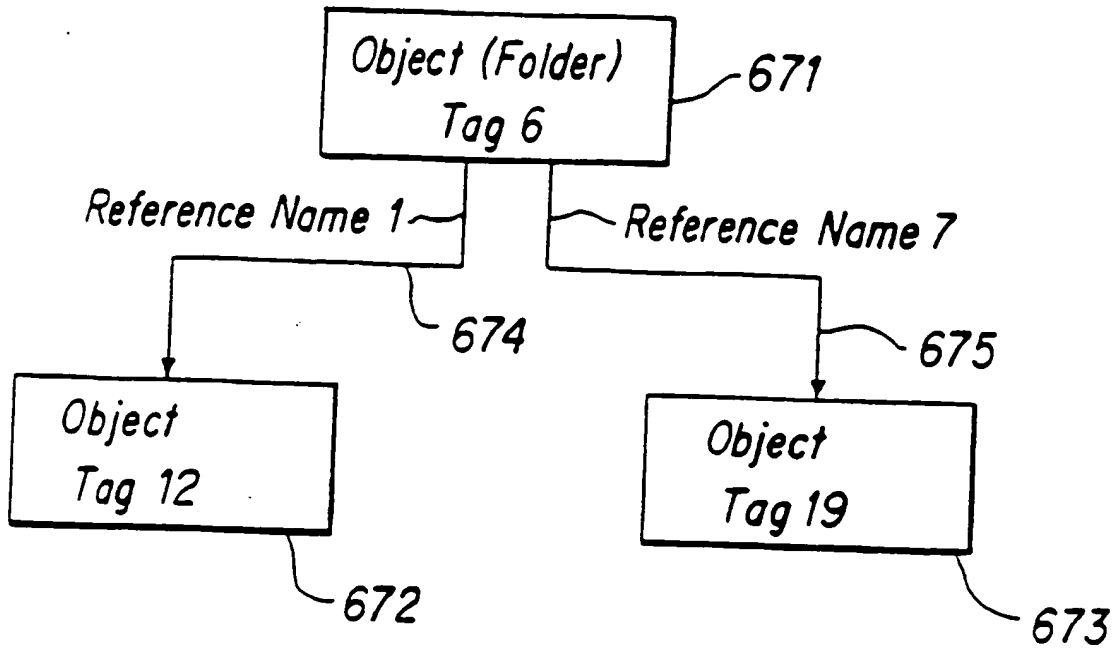 Object (Folder)
Tag 6
671
Reference Name 1
Reference Name 7
674
675
Object
Tag 12
Object
Tag 19
672
673